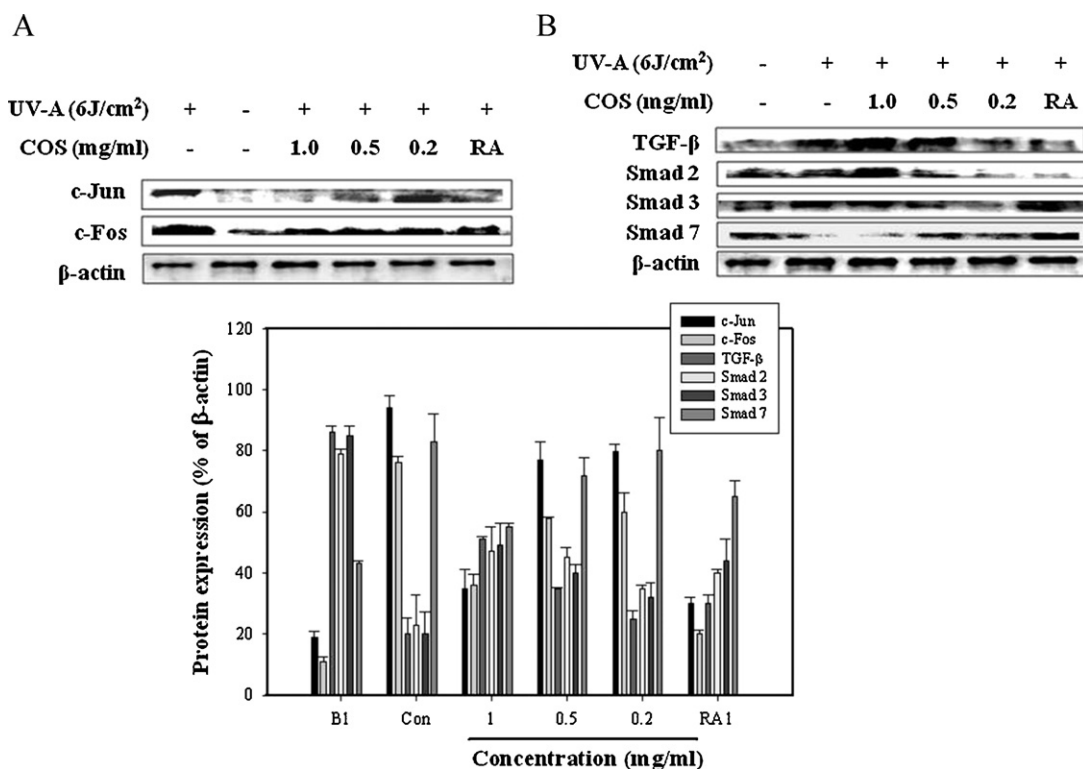 A
UV-A (6J/cm²) + - + + + +
COS (mg/ml) - - 1.0 0.5 0.2 RA
c-Jun
c-Fos
β-actin
B
UV-A (6J/cm²) - + + + + +
COS (mg/ml) - - 1.0 0.5 0.2 RA
TGF-β
Smad 2
Smad 3
Smad 7
β-actin
Protein expression (% of β-actin)
120
100
80
60
40
20
0
c-Jun
c-Fos
TGF-β
Smad 2
Smad 3
Smad 7
B1 Con 1 0.5 0.2 RA1
Concentration (mg/ml)